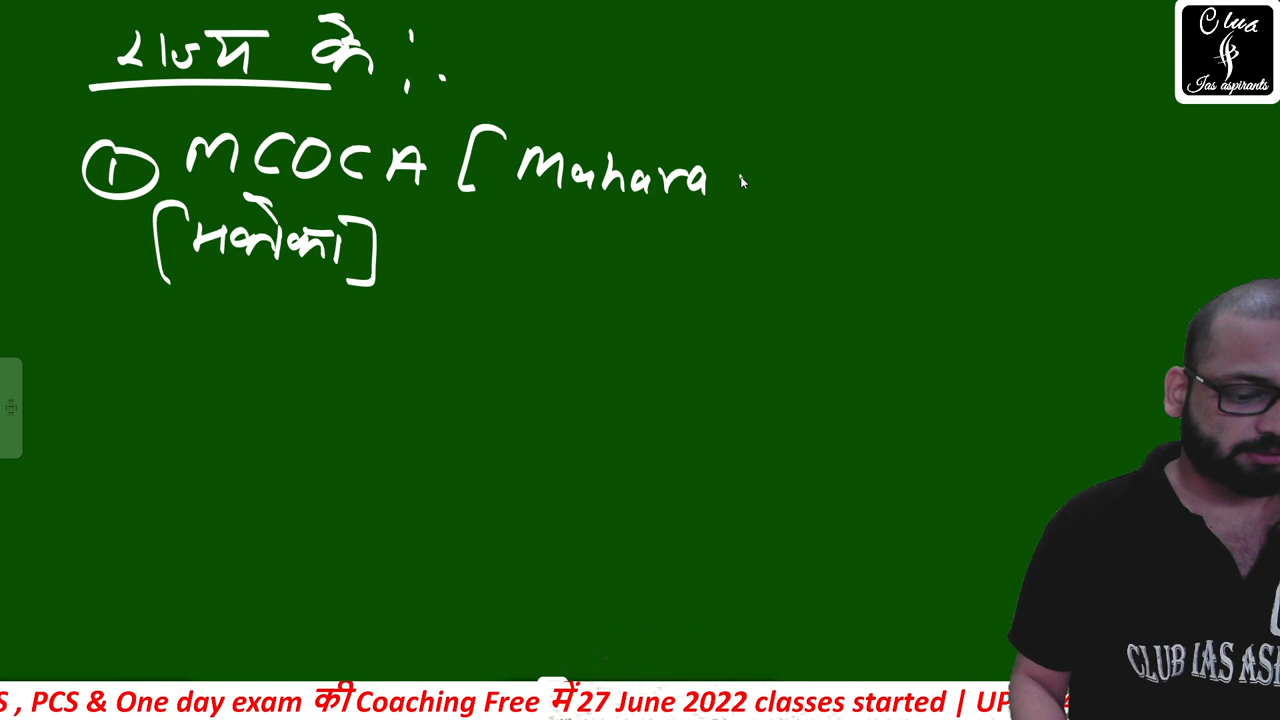 राज्य के :.
Club
Ias aspirants
① MCOCA [ Mahara
[मकोका]
CLUB IAS AS
S , PCS & One day exam की Coaching Free में 27 June 2022 classes started | UP